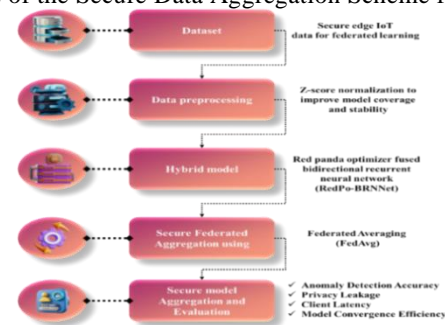 of the Secure Data Aggregation Scheme
Dataset
Secure edge IoT
data for federated learning
Data preprocessing
Z-score normalization to
improve model coverage
and stability
Hybrid model
Red panda optimizer fused
bidirectional recurrent
neural network
(RedPo-BRNNet)
Secure Federated
Aggregation using
Federated Averaging
(FedAvg)
Secure model
Aggregation and
Evaluation
✓ Anomaly Detection Accuracy
✓ Privacy Leakage
✓ Client Latency
✓ Model Convergence Efficiency